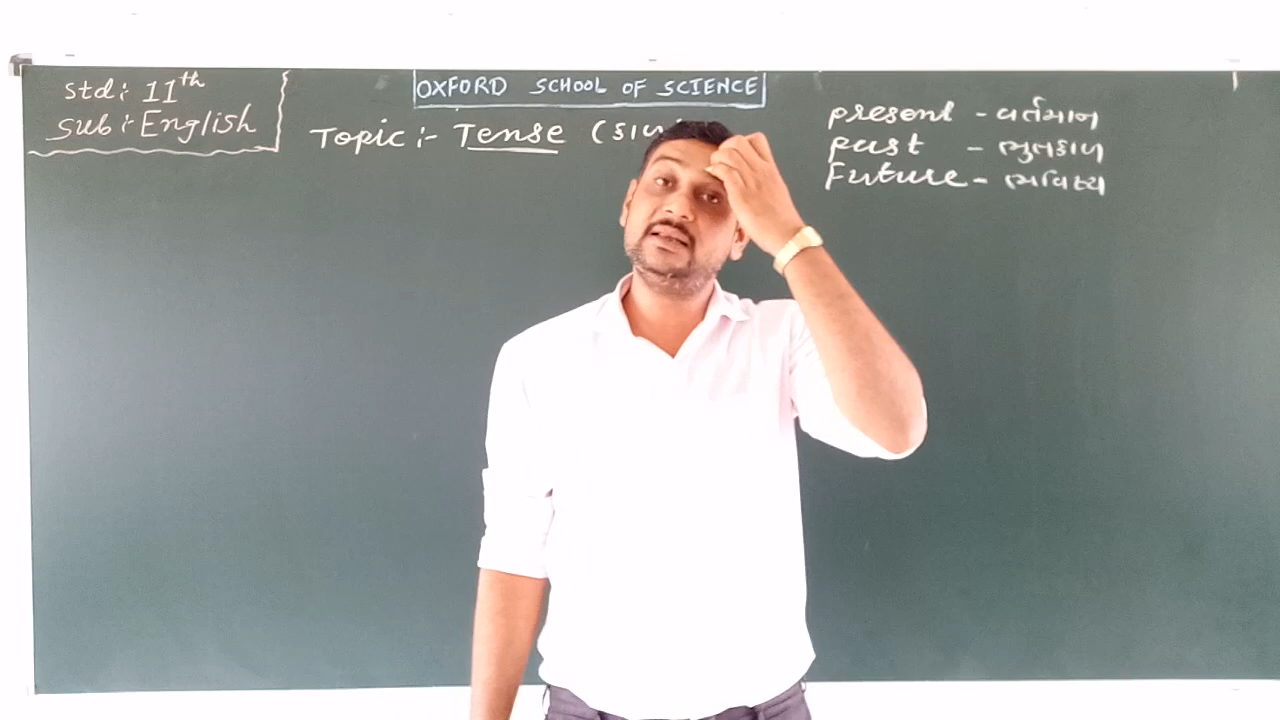 OXFORD SCHOOL OF SCIENCE
Std: 11th
Sub:- English
Topic:- Tense
present - વર્તમાન
past - ભુતકાળ
Future - ભવિષ્ય